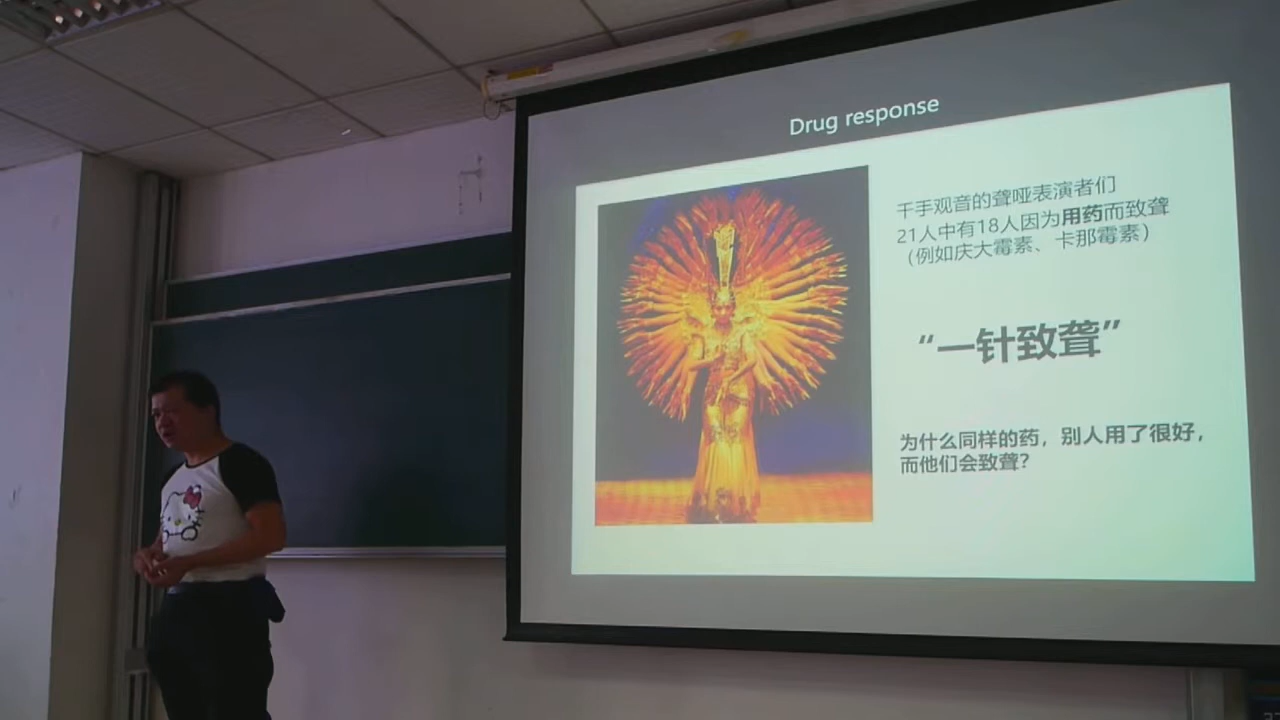 Drug response
千手观音的聋哑表演者们
21人中有18人因为用药而致聋
（例如庆大霉素、卡那霉素）
“一针致聋”
为什么同样的药，别人用了很好，
而他们会致聋？